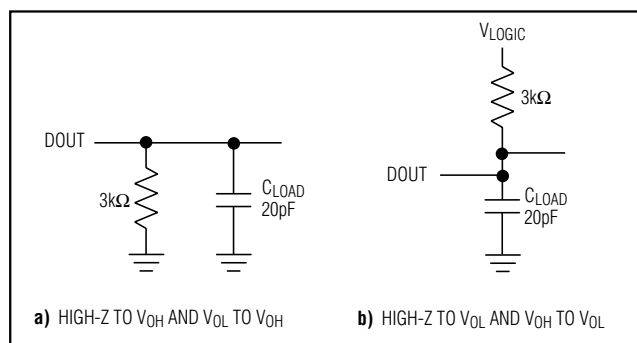 DOUT
3kΩ
CLOAD
20pF
a) HIGH-Z TO VOH AND VOL TO VOH
VLOGIC
3kΩ
DOUT
CLOAD
20pF
b) HIGH-Z TO VOL AND VOH TO VOL